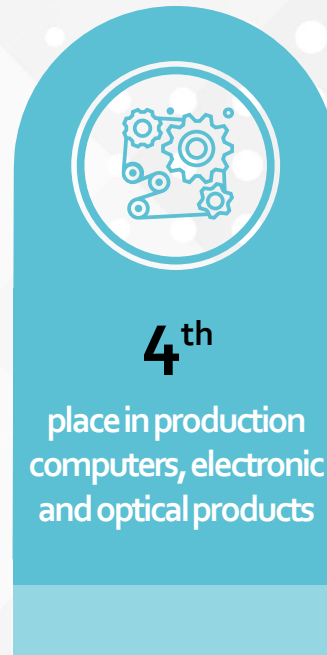 4th
place in production
computers, electronic
and optical products